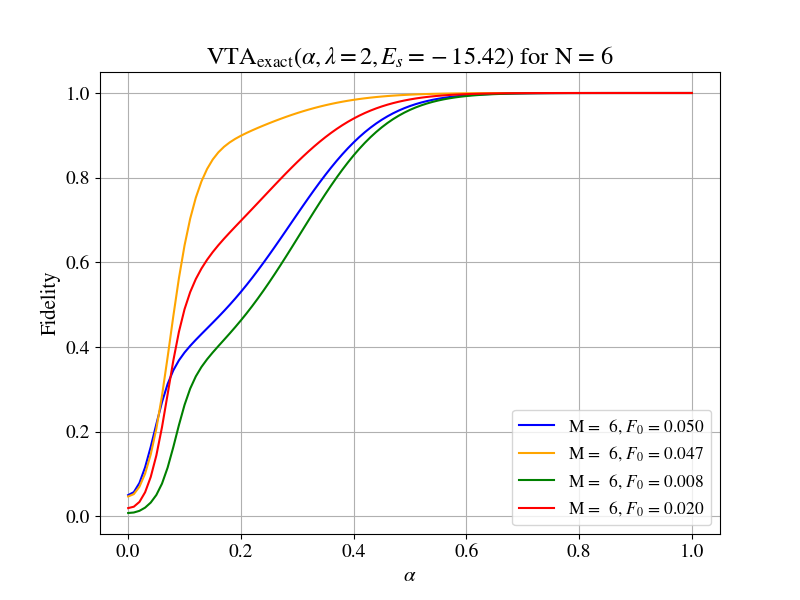 VTA_exact(α, λ = 2, E_s = −15.42) for N = 6
Fidelity
1.0
0.8
0.6
0.4
0.2
0.0
0.0 0.2 0.4 0.6 0.8 1.0
α
M = 6, F_0 = 0.050
M = 6, F_0 = 0.047
M = 6, F_0 = 0.008
M = 6, F_0 = 0.020